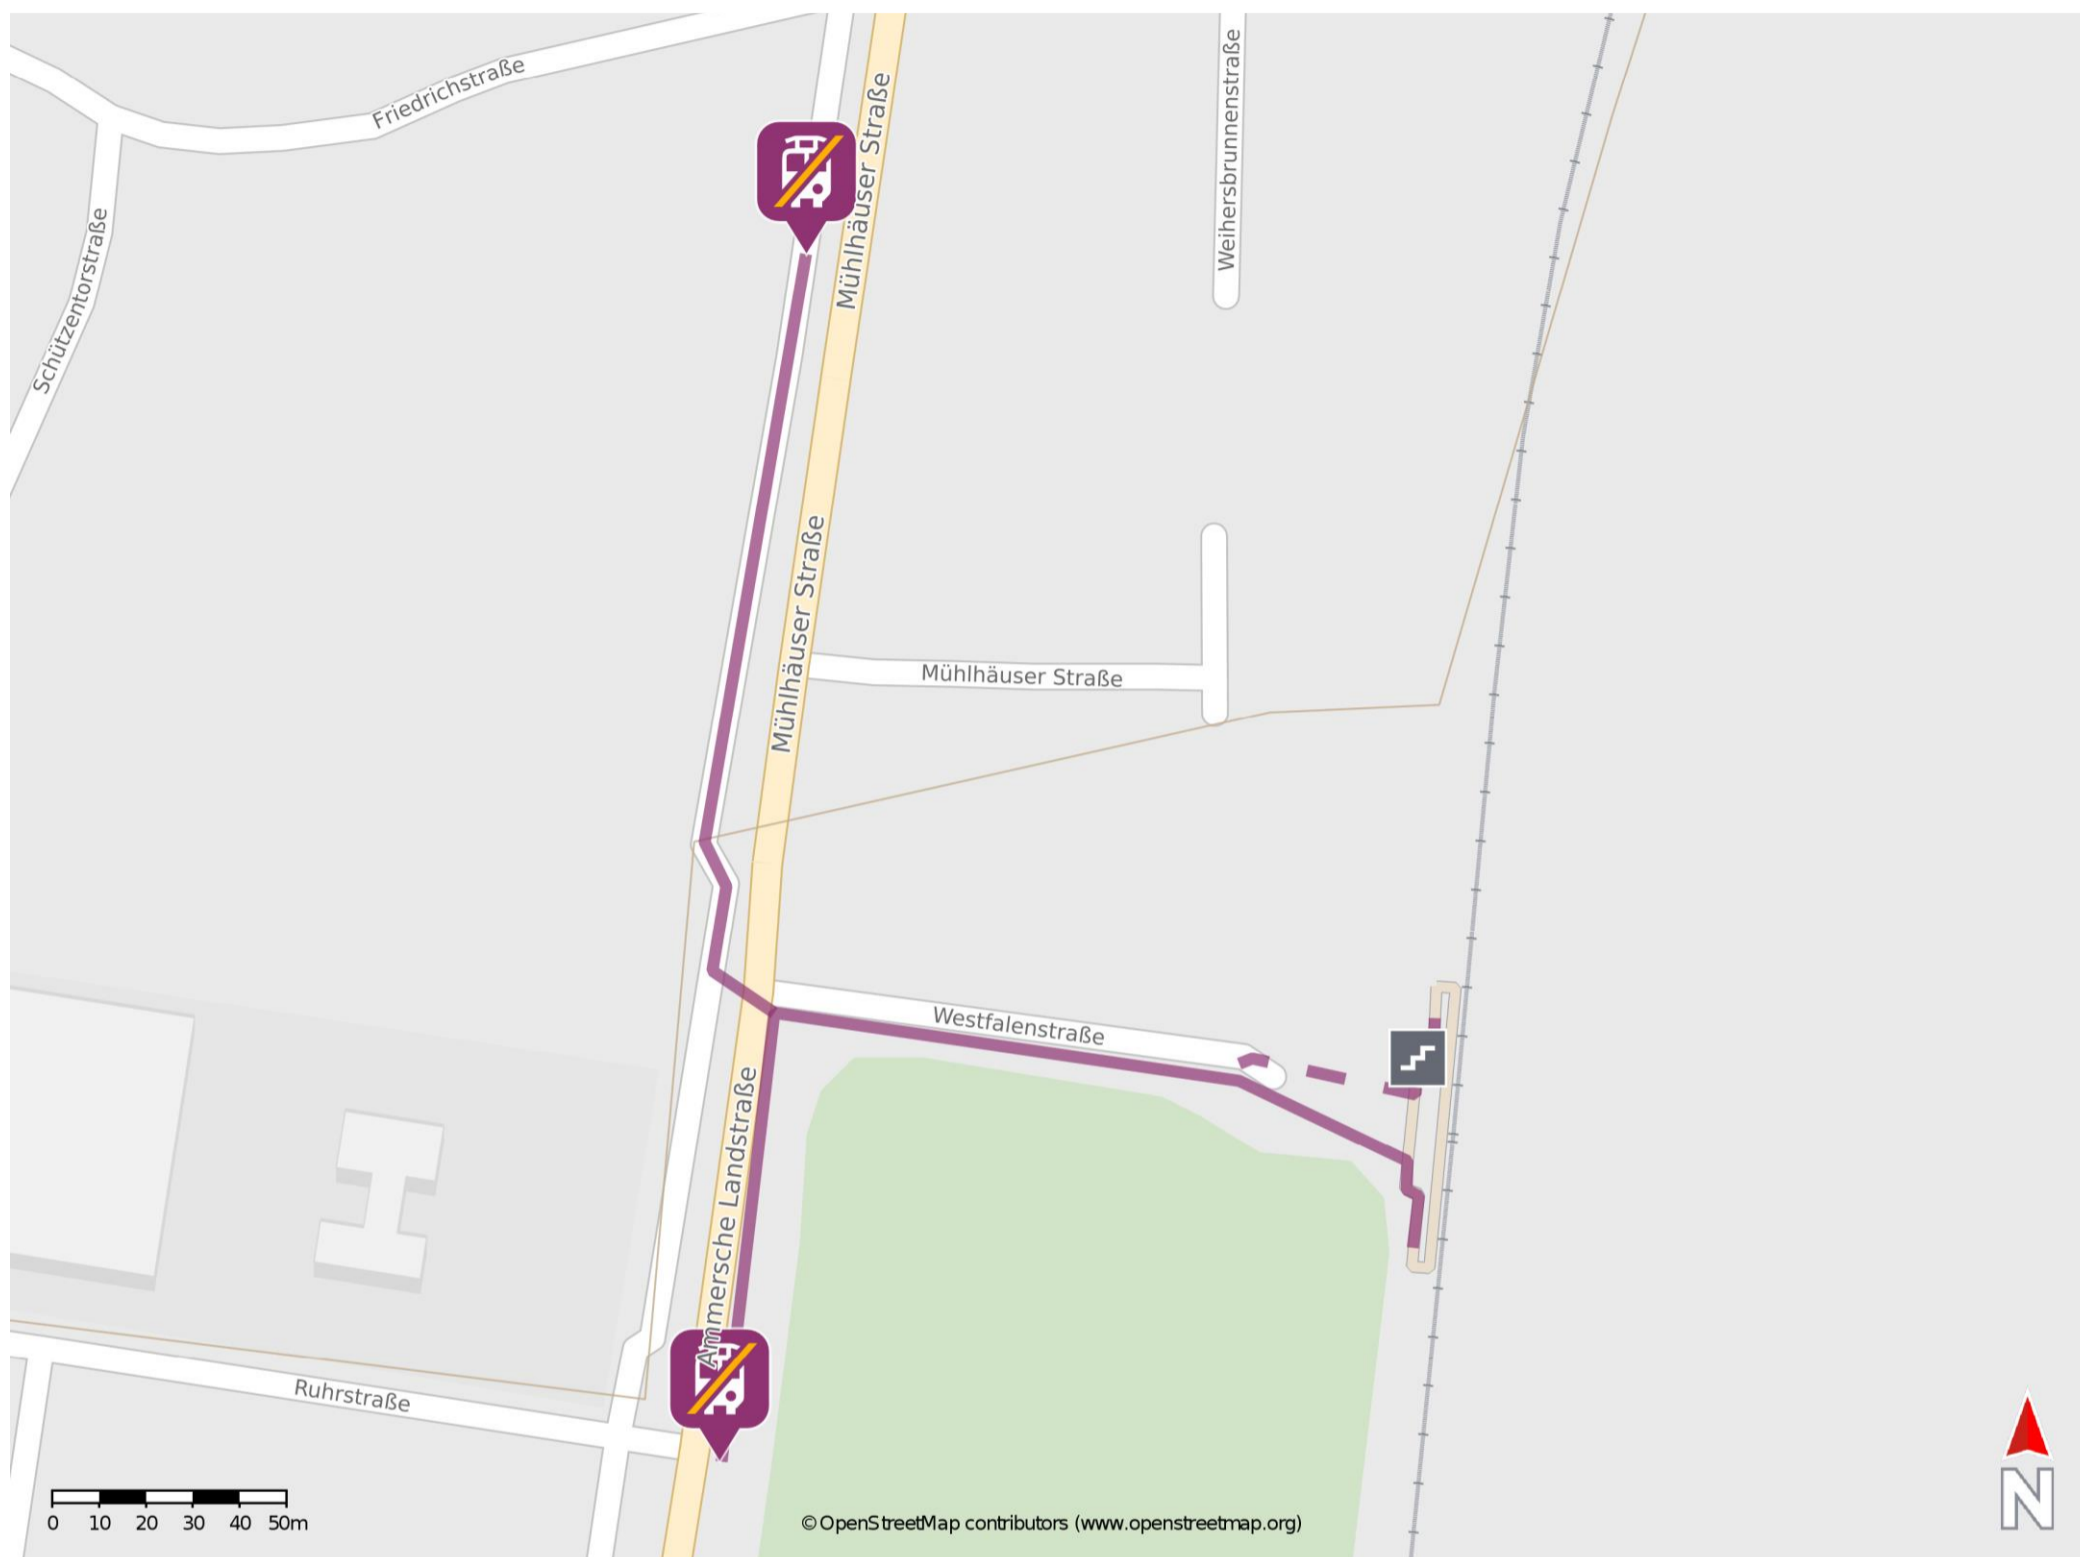 Friedrichstraße
Mühlhäuser Straße
Weihersbrunnenstraße
Schützentorstraße
Mühlhäuser Straße
Mühlhäuser Straße
Westfalenstraße
Ammersche Landstraße
Ruhrstraße
0 10 20 30 40 50m
© OpenStreetMap contributors (www.openstreetmap.org)
N